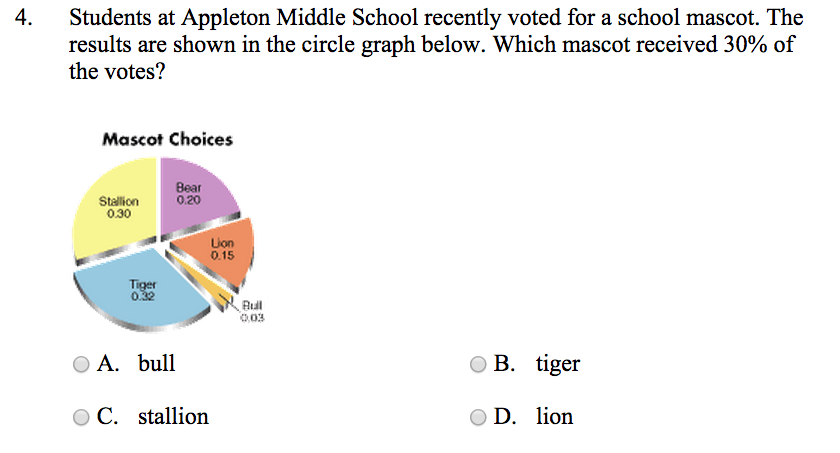 4. Students at Appleton Middle School recently voted for a school mascot. The
results are shown in the circle graph below. Which mascot received 30% of
the votes?
Mascot Choices
Stallion
0.30
Bear
0.20
Lion
0.15
Tiger
0.32
Bull
0.03
A. bull
B. tiger
C. stallion
D. lion